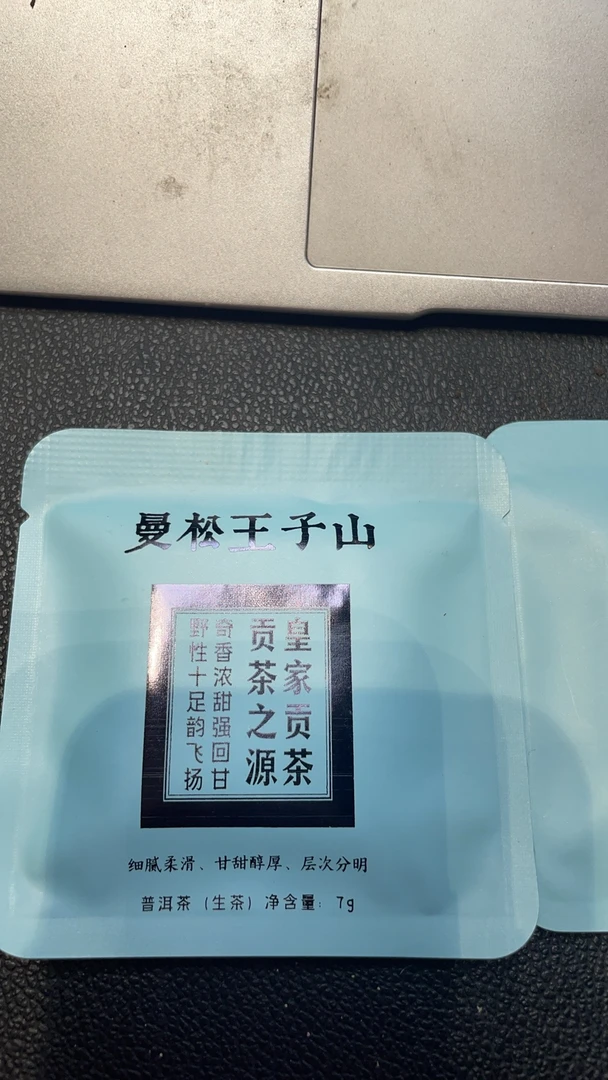 曼松王子山
皇家贡茶
贡茶之源
奇香浓甜强回甘
野性十足韵飞扬
细腻柔滑、甘甜醇厚、层次分明
普洱茶（生茶）净含量：7g